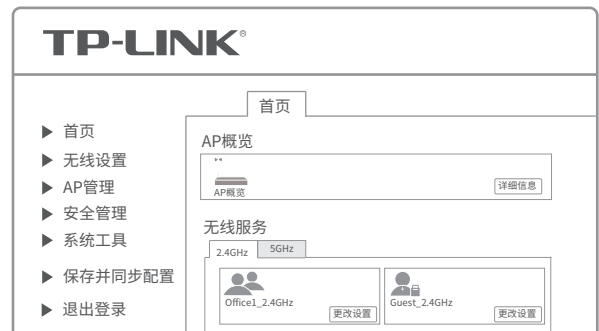 TP-LINK®
首页
首页
无线设置
AP管理
安全管理
系统工具
保存并同步配置
退出登录
AP概览
AP概览
详细信息
无线服务
2.4GHz
5GHz
Office1_2.4GHz
更改设置
Guest_2.4GHz
更改设置